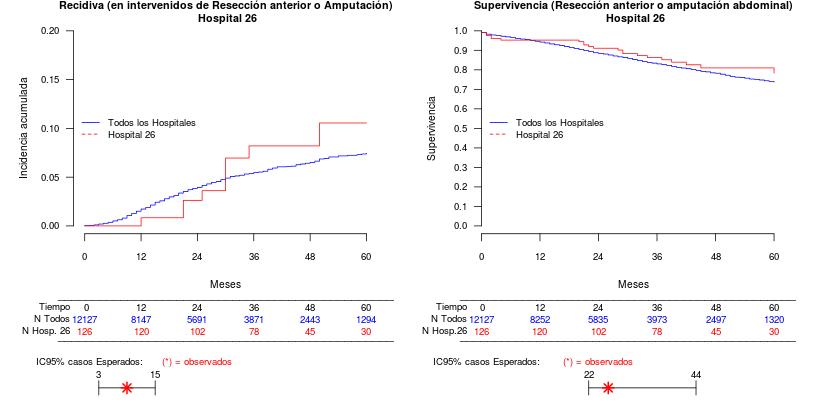 Recidiva (en intervenidos de Resección anterior o Amputación)
Hospital 26
Incidencia acumulada
0.20
0.15
0.10
0.05
0.00
Todos los Hospitales
Hospital 26
0 12 24 36 48 60
Meses
Tiempo 0 12 24 36 48 60
N Todos 12127 8147 5691 3871 2443 1294
N Hosp. 26 126 120 102 78 45 30
IC95% casos Esperados: (*) = observados
3 15
Supervivencia (Resección anterior o amputación abdominal)
Hospital 26
Supervivencia
1.0
0.9
0.8
0.7
0.6
0.5
0.4
0.3
0.2
0.1
0.0
Todos los Hospitales
Hospital 26
0 12 24 36 48 60
Meses
Tiempo 0 12 24 36 48 60
N Todos 12127 8252 5835 3973 2497 1320
N Hosp.26 126 120 102 78 45 30
IC95% casos Esperados: (*) = observados
22 44